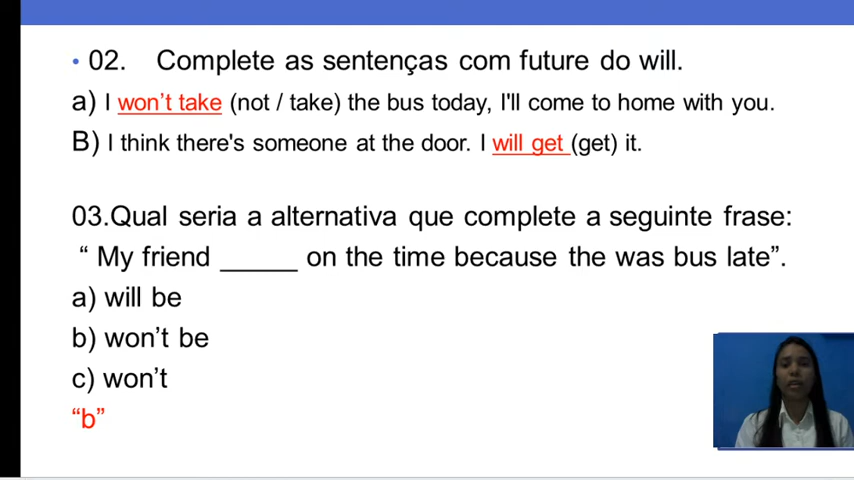 • 02. Complete as sentenças com future do will.
a) I won't take (not / take) the bus today, I'll come to home with you.
B) I think there's someone at the door. I will get (get) it.
03.Qual seria a alternativa que complete a seguinte frase:
“ My friend _____ on the time because the was bus late”.
a) will be
b) won’t be
c) won’t
“b”